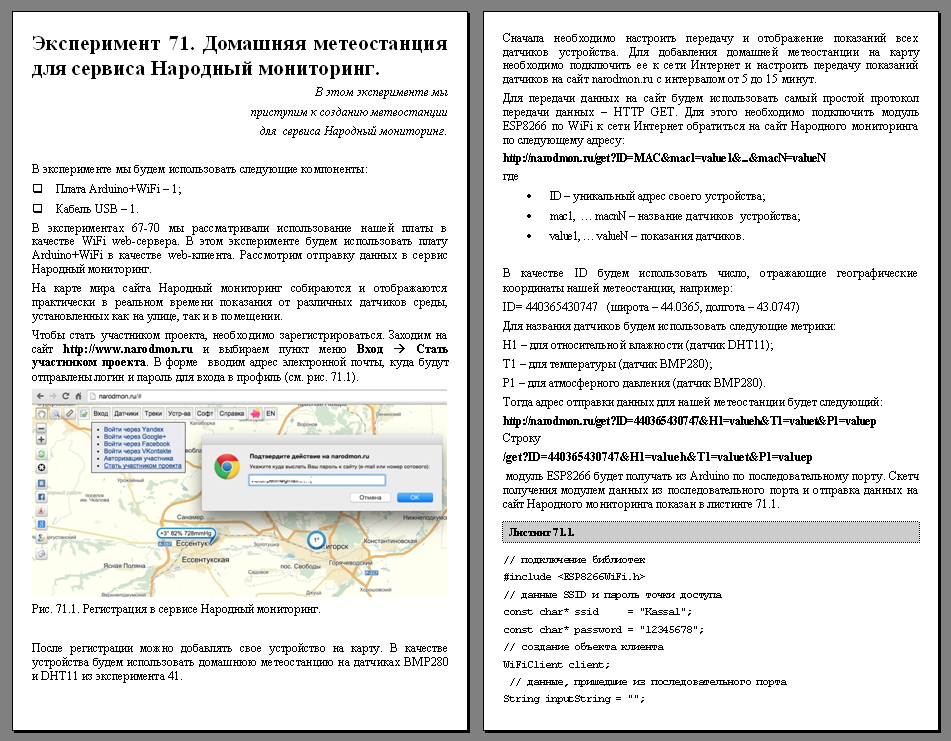 Эксперимент 71. Домашняя метеостанция
для сервиса Народный мониторинг.
В этом эксперименте мы
приступим к созданию метвостанции
для сервиса Народный мониторинг.
В эксперименте мы будем использовать следующие компоненты:
Плата Arduino+WiFi – 1;
Кабель USB – 1.
В экспериментах 67-70 мы рассматривали использование нашей платы в
качестве WiFi web-сервера. В этом эксперименте будем использовать плату
Arduino+WiFi в качестве web-клиента. Рассмотрим отправку данных в сервис
Народный мониторинг.
На карте мира сайта Народный мониторинг собираются и отображаются
практически в реальном времени показания от различных датчиков среды,
установленных как на улице, так и в помещении.
Чтобы стать участником проекта, необходимо зарегистрироваться. Заходим на
сайт http://www.narodmon.ru и выбираем пункт меню Вход → Стать
участником проекта. В форме вводим адрес электронной почты, куда будут
отправлены логин и пароль для входа в профиль (см. рис. 71.1).
narodmon.ru/#
Вход Датчики Треки Устр-ва Софт Справка EN
Войти через Yandex
Войти через Google+
Войти через Facebook
Войти через VKontakte
Авторизация участника
Стать участником проекта
Подтвердите действие на narodmon.ru
Укажите куда выслать Ваш пароль к сайту (e-mail или номер сотового):
Отмена OK
Санамер.
+3° 82% 728mmHg
Ессентуки
Ессентукская
Золотушка
1°
игорск
Константиновская
Ясная Поляна
пос. Свободы
Горячеводский
Этока
Джуца
Хорошевский
Рис. 71.1. Регистрация в сервисе Народный мониторинг.
После регистрации можно добавлять свое устройство на карту. В качестве
устройства будем использовать домашнюю метеостанцию на датчиках BMP280
и DHT11 из эксперимента 41.
Сначала необходимо настроить передачу и отображение показаний всех
датчиков устройства. Для добавления домашней метеостанции на карту
необходимо подключить ее к сети Интернет и настроить передачу показаний
датчиков на сайт narodmon.ru с интервалом от 5 до 15 минут.
Для передачи данных на сайт будем использовать самый простой протокол
передачи данных – HTTP GET. Для этого необходимо подключить модуль
ESP8266 по WiFi к сети Интернет обратиться на сайт Народного мониторинга
по следующему адресу:
http://narodmon.ru/get?ID=MAC&mac1=value1&...&macN=valueN
где
ID – уникальный адрес своего устройства;
mac1, … macnN – название датчиков устройства;
value1, … valueN – показания датчиков.
В качестве ID будем использовать число, отражающие географические
координаты нашей метеостанции, например:
ID= 440365430747 (широта – 44.0365, долгота – 43.0747)
Для названия датчиков будем использовать следующие метрики:
H1 – для относительной влажности (датчик DHT11);
T1 – для температуры (датчик BMP280);
P1 – для атмосферного давления (датчик BMP280).
Тогда адрес отправки данных для нашей метеостанции будет следующий:
http://narodmon.ru/get?ID=440365430747&H1=valueh&T1=valuet&P1=valuep
Строку
/get?ID=440365430747&H1=valueh&T1=valuet&P1=valuep
модуль ESP8266 будет получать из Arduino по последовательному порту. Скетч
получения модулем данных из последовательного порта и отправка данных на
сайт Народного мониторинга показан в листинге 71.1.
Листинг 71.1.
// подключение библиотек
#include <ESP8266WiFi.h>
// данные SSID и пароль точки доступа
const char* ssid = "Kassal";
const char* password = "12345678";
// создание объекта клиента
WiFiClient client;
// данные, пришедшие из последовательного порта
String inputString = "";